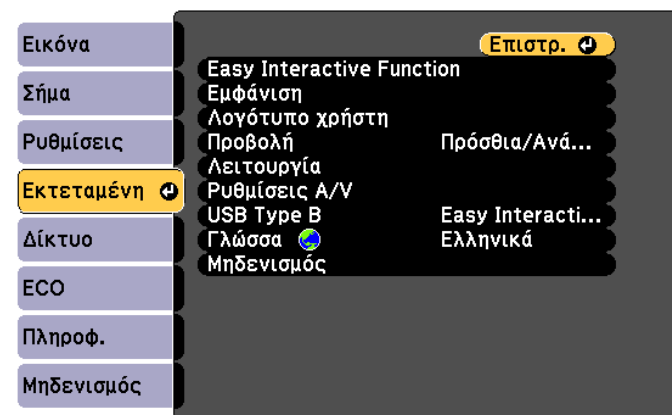 Εικόνα
Σήμα
Ρυθμίσεις
Εκτεταμένη
Δίκτυο
ECO
Πληροφ.
Μηδενισμός
Επιστρ.
Easy Interactive Function
Εμφάνιση
Λογότυπο χρήστη
Προβολή Πρόσθια/Ανά...
Λειτουργία
Ρυθμίσεις A/V
USB Type B Easy Interacti...
Γλώσσα Ελληνικά
Μηδενισμός